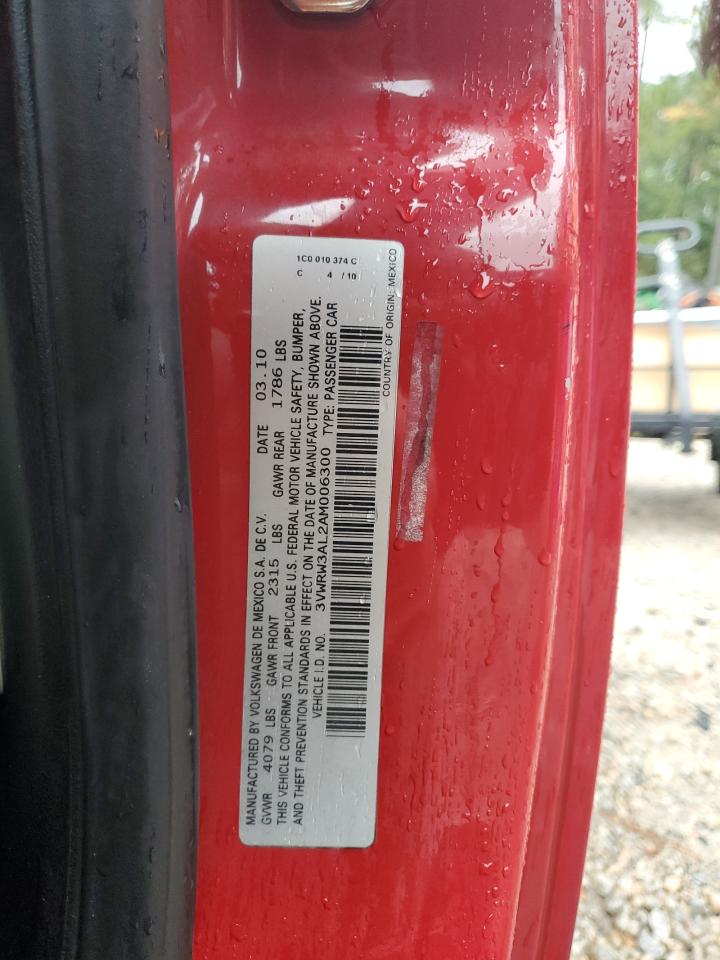 1C0 010 374 C
C 4 / 10
MANUFACTURED BY VOLKSWAGEN DE MEXICO S.A. DE C.V. DATE 03.10
GVWR 4079 LBS GAWR FRONT 2315 LBS GAWR REAR 1786 LBS
THIS VEHICLE CONFORMS TO ALL APPLICABLE U.S. FEDERAL MOTOR VEHICLE SAFETY, BUMPER,
AND THEFT PREVENTION STANDARDS IN EFFECT ON THE DATE OF MANUFACTURE SHOWN ABOVE.
VEHICLE I.D. NO. 3VWRW3AL2AM006300 TYPE: PASSENGER CAR
COUNTRY OF ORIGIN: MEXICO